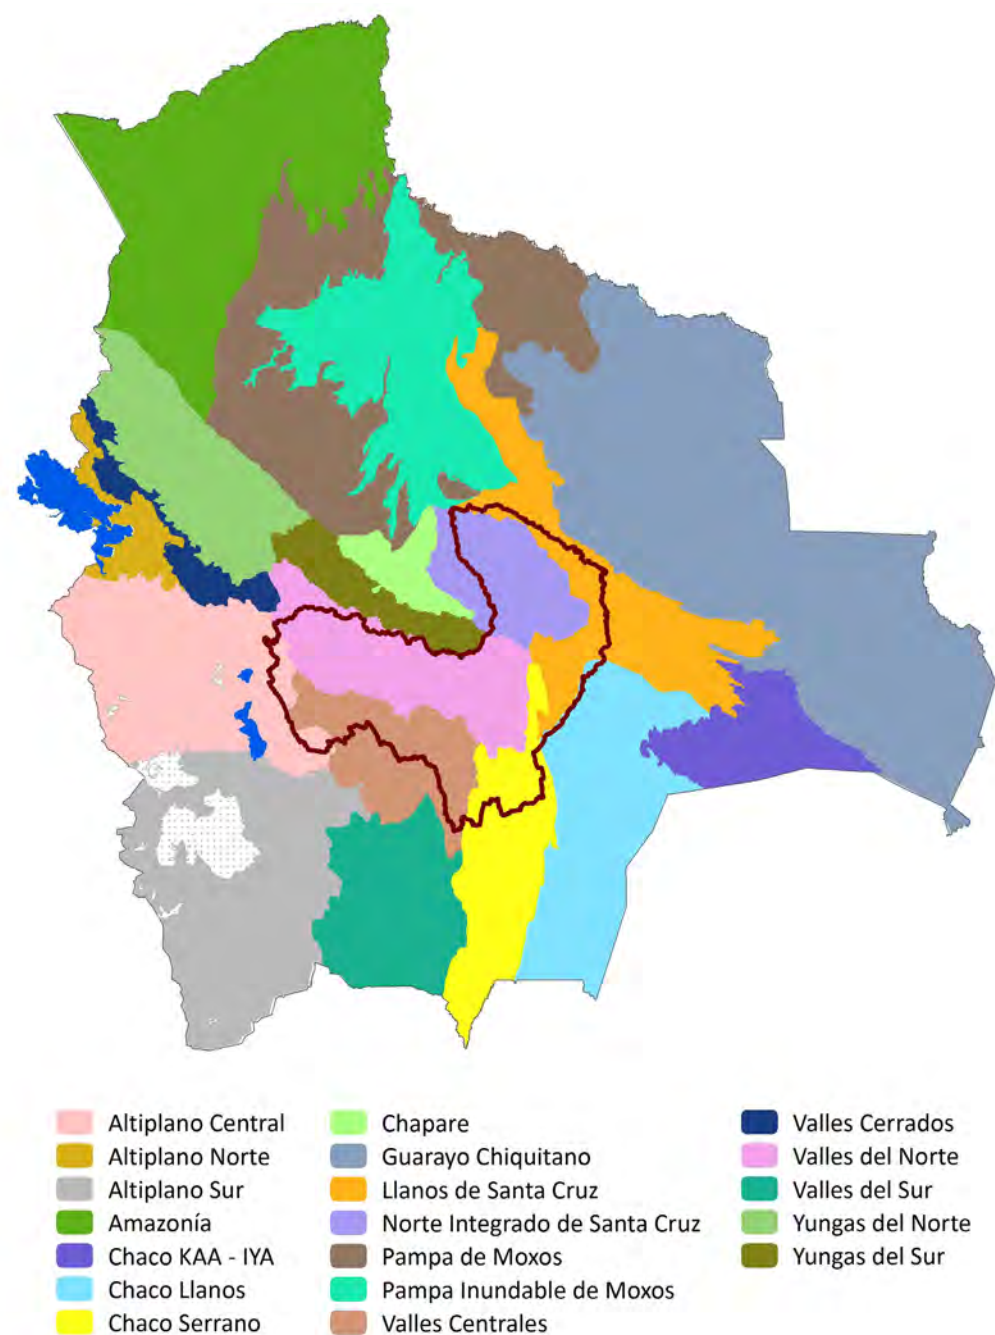 Altiplano Central
Altiplano Norte
Altiplano Sur
Amazonía
Chaco KAA - IYA
Chaco Llanos
Chaco Serrano
Chapare
Guarayo Chiquitano
Llanos de Santa Cruz
Norte Integrado de Santa Cruz
Pampa de Moxos
Pampa Inundable de Moxos
Valles Centrales
Valles Cerrados
Valles del Norte
Valles del Sur
Yungas del Norte
Yungas del Sur